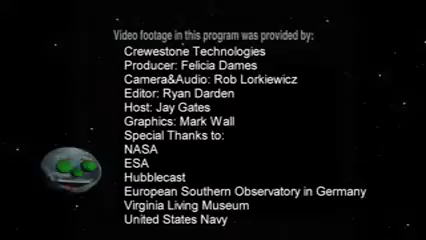 Video footage in this program was provided by:
Crewestone Technologies
Producer: Felicia Dames
Camera&Audio: Rob Lorkiewicz
Editor: Ryan Darden
Host: Jay Gates
Graphics: Mark Wall
Special Thanks to:
NASA
ESA
Hubblecast
European Southern Observatory in Germany
Virginia Living Museum
United States Navy